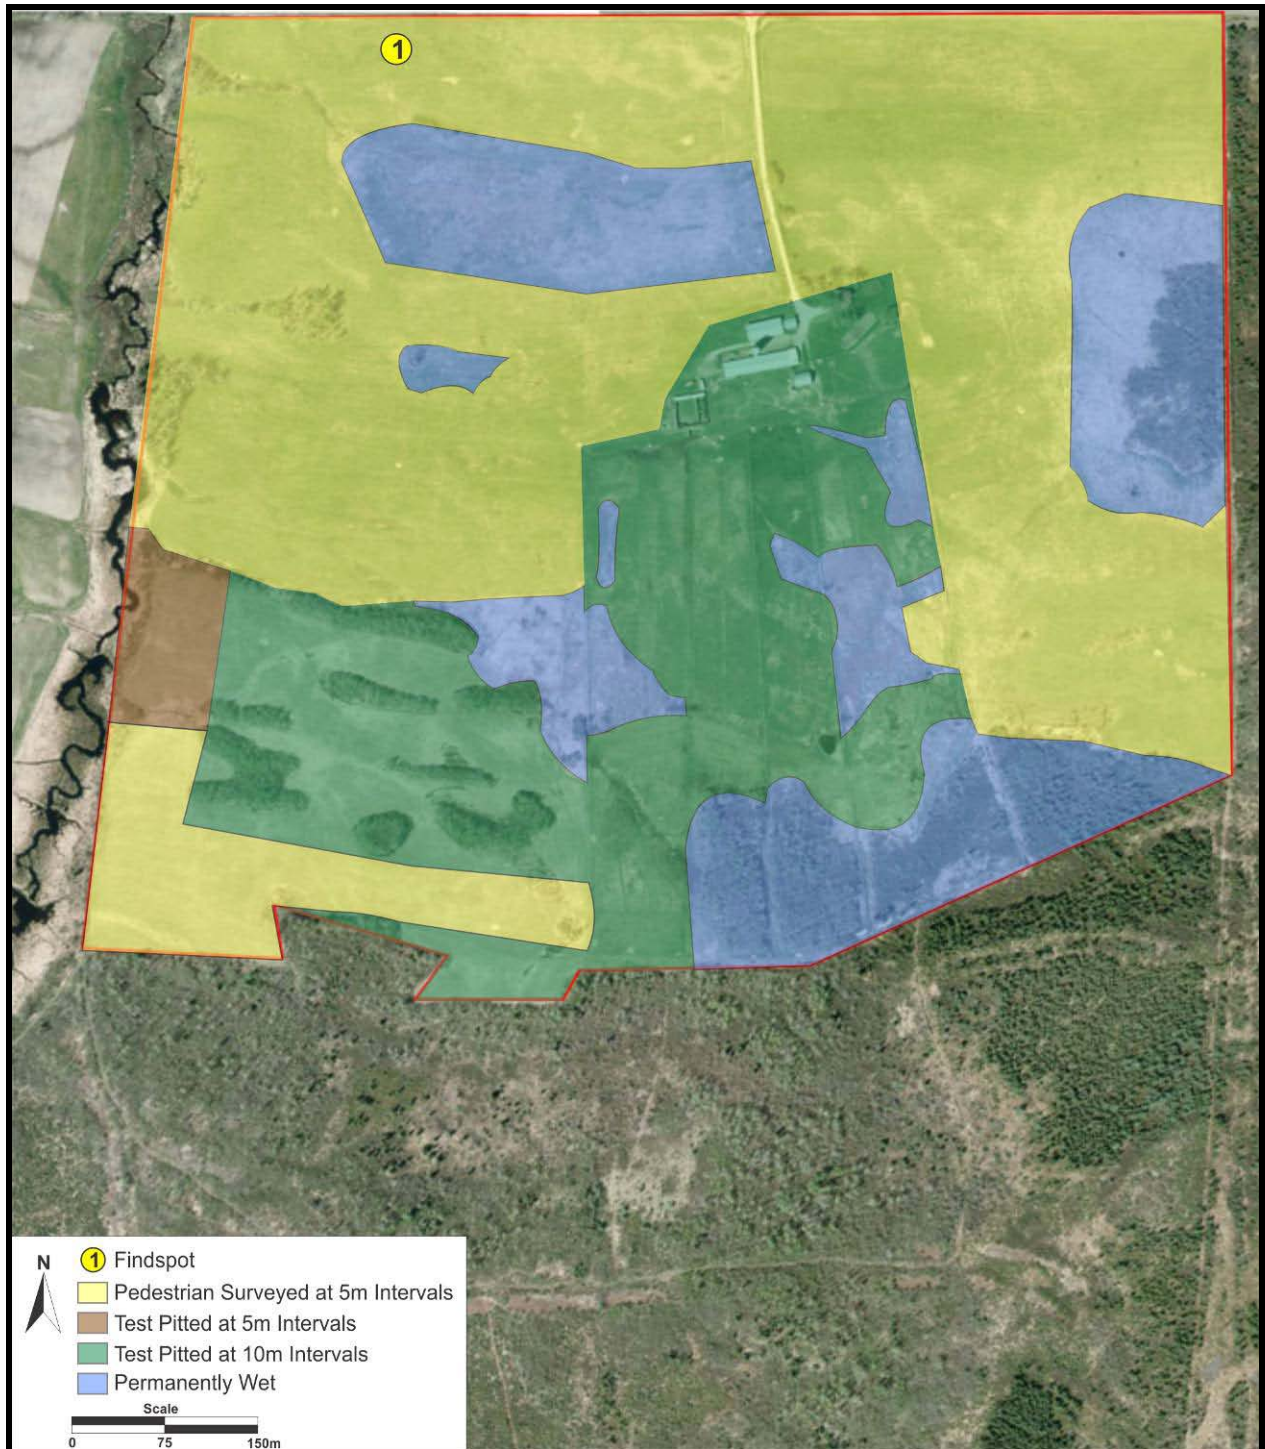 1
N
1 Findspot
Pedestrian Surveyed at 5m Intervals
Test Pitted at 5m Intervals
Test Pitted at 10m Intervals
Permanently Wet
Scale
0 75 150m